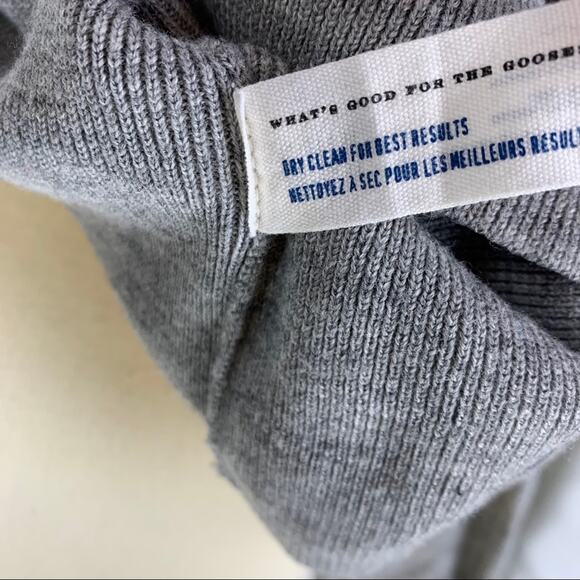 WHAT'S GOOD FOR THE GOOSE
DRY CLEAN FOR BEST RESULTS
NETTOYEZ À SEC POUR LES MEILLEURS